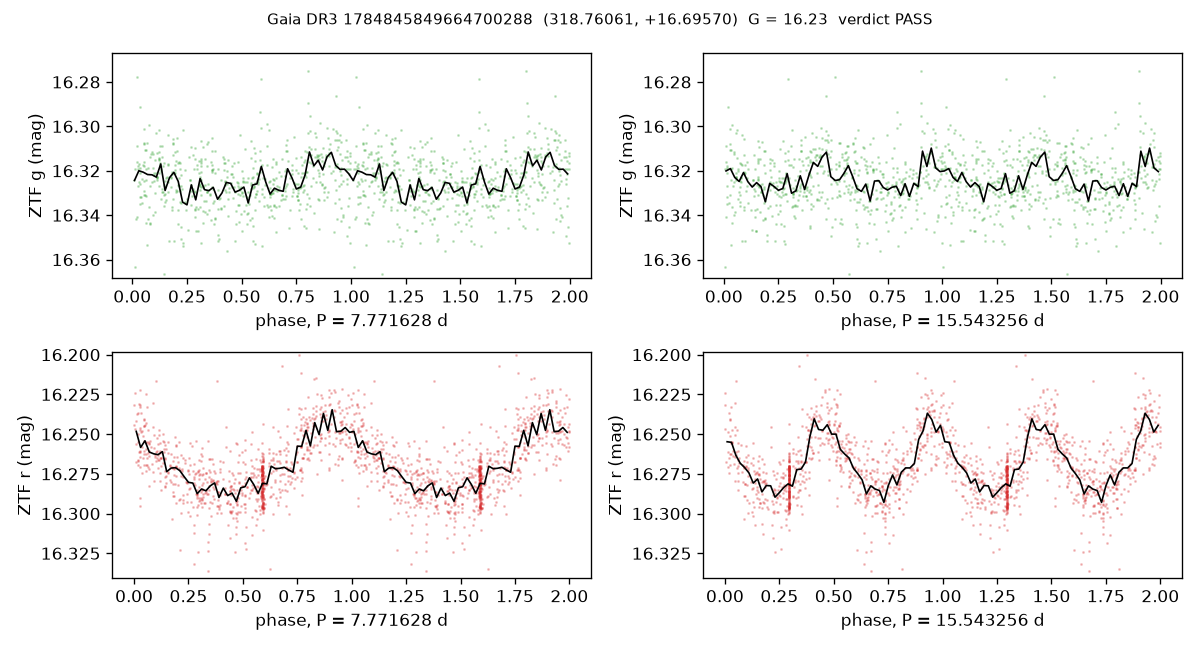 Gaia DR3 1784845849664700288 (318.76061, +16.69570) G = 16.23 verdict PASS
ZTF g (mag)
16.28
16.30
16.32
16.34
16.36
0.00 0.25 0.50 0.75 1.00 1.25 1.50 1.75 2.00
phase, P = 7.771628 d
ZTF g (mag)
16.28
16.30
16.32
16.34
16.36
0.00 0.25 0.50 0.75 1.00 1.25 1.50 1.75 2.00
phase, P = 15.543256 d
ZTF r (mag)
16.200
16.225
16.250
16.275
16.300
16.325
0.00 0.25 0.50 0.75 1.00 1.25 1.50 1.75 2.00
phase, P = 7.771628 d
ZTF r (mag)
16.200
16.225
16.250
16.275
16.300
16.325
0.00 0.25 0.50 0.75 1.00 1.25 1.50 1.75 2.00
phase, P = 15.543256 d